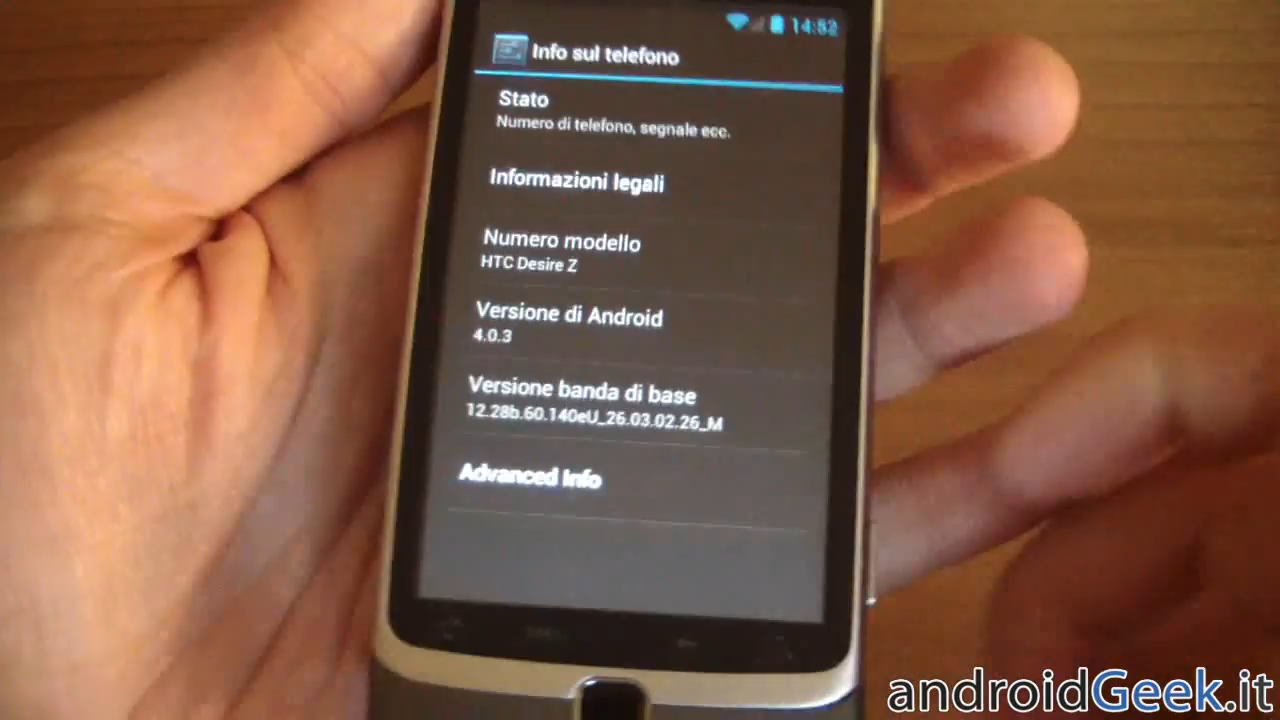 14:52
Info sul telefono
Stato
Numero di telefono, segnale ecc.
Informazioni legali
Numero modello
HTC Desire Z
Versione di Android
4.0.3
Versione banda di base
12.28b.60.140eU_26.03.02.26_M
Advanced Info
androidGeek.it